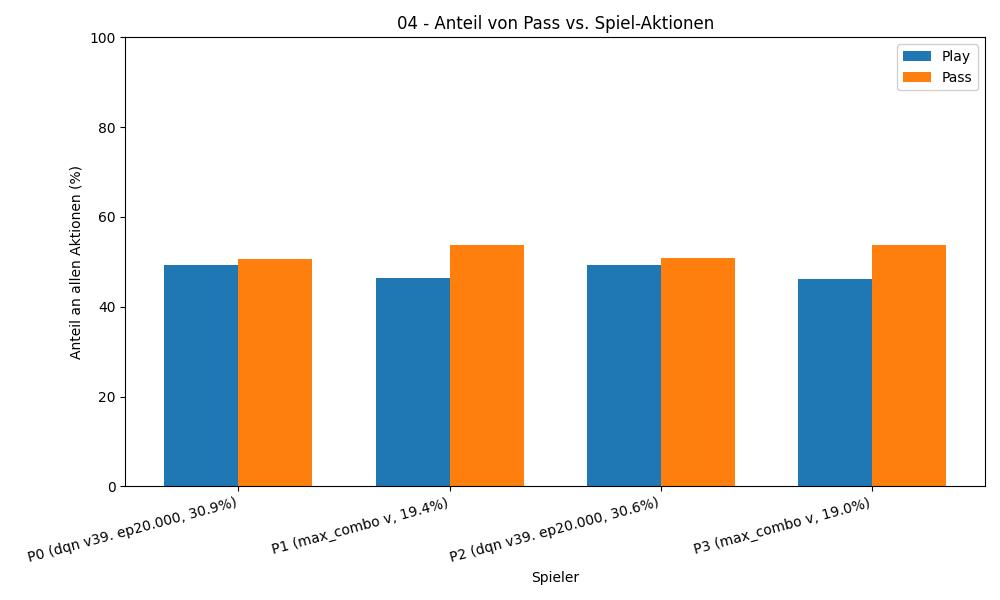 04 - Anteil von Pass vs. Spiel-Aktionen
Play
Pass
Anteil an allen Aktionen (%)
100
80
60
40
20
0
P0 (dqn v39. ep20.000, 30.9%)
P1 (max_combo v, 19.4%)
P2 (dqn v39. ep20.000, 30.6%)
P3 (max_combo v, 19.0%)
Spieler